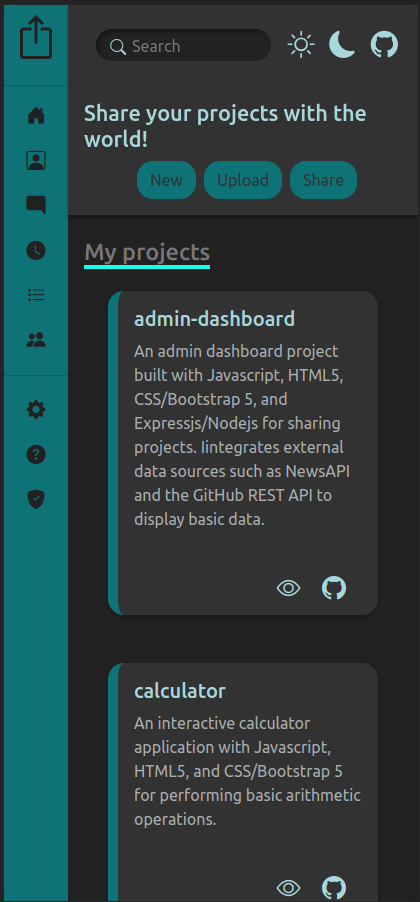 Search
Share your projects with the
world!
New Upload Share
My projects
admin-dashboard
An admin dashboard project
built with Javascript, HTML5,
CSS/Bootstrap 5, and
Expressjs/Nodejs for sharing
projects. Iintegrates external
data sources such as NewsAPI
and the GitHub REST API to
display basic data.
calculator
An interactive calculator
application with Javascript,
HTML5, and CSS/Bootstrap 5
for performing basic arithmetic
operations.